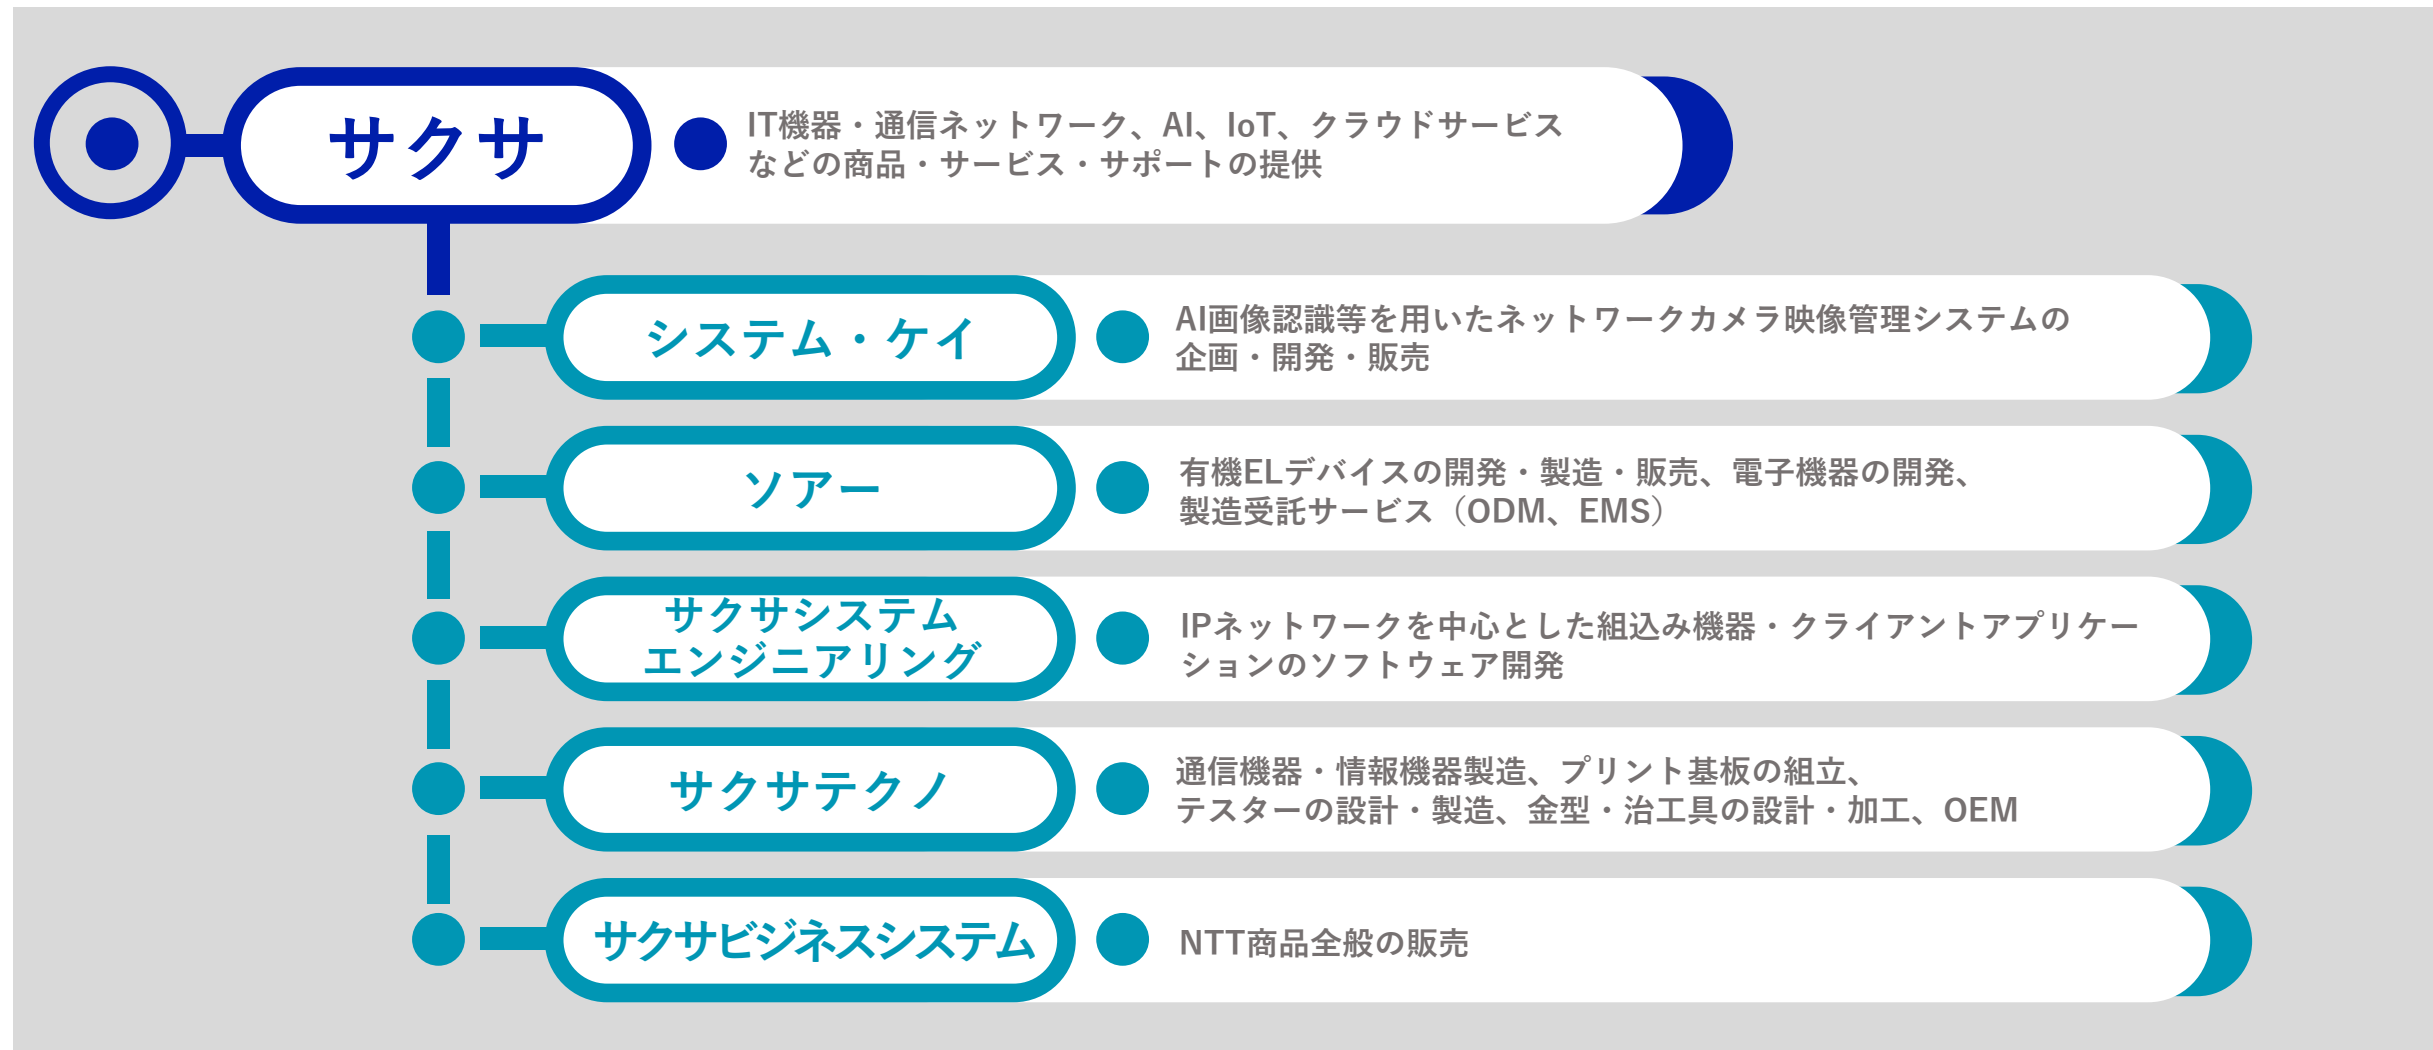 サクサ
IT機器・通信ネットワーク、AI、IoT、クラウドサービス
などの商品・サービス・サポートの提供
システム・ケイ
AI画像認識等を用いたネットワークカメラ映像管理システムの
企画・開発・販売
ソアー
有機ELデバイスの開発・製造・販売、電子機器の開発、
製造受託サービス（ODM、EMS）
サクサシステム
エンジニアリング
IPネットワークを中心とした組込み機器・クライアントアプリケー
ションのソフトウェア開発
サクサテクノ
通信機器・情報機器製造、プリント基板の組立、
テスターの設計・製造、金型・治工具の設計・加工、OEM
サクサビジネスシステム
NTT商品全般の販売